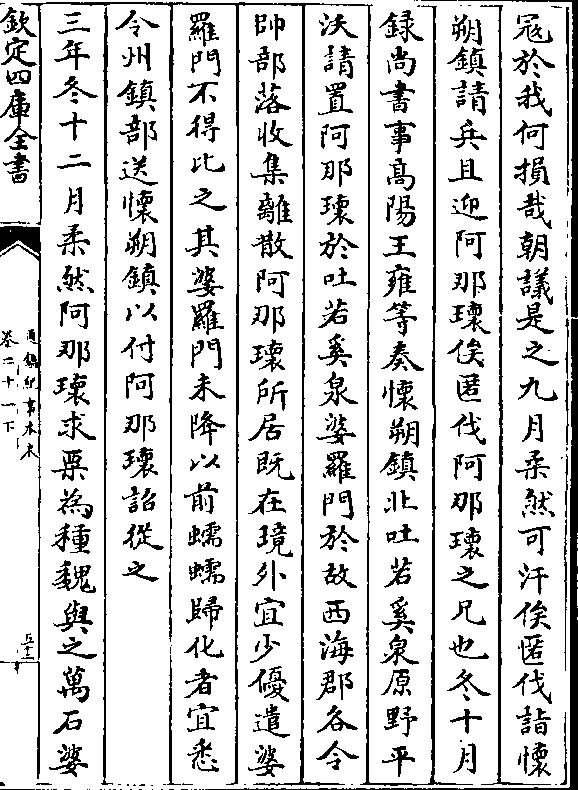 冦於我何損哉朝議是之九月柔然可汗俟匿伐詣懷
朔鎮請兵且迎阿那瓌俟匿伐阿那瓌之兄也冬十月
録尚書事髙陽王雍等奏懷朔鎮北吐若奚泉原野平
沃請置阿那瓌於吐若奚泉婆羅門於故西海郡各令
帥部落收集離散阿那瓌所居既在境外宜少優遣婆
羅門不得比之其婆羅門未降以前蠕蠕歸化者宜悉
令州鎮部送懷朔鎮以付阿那瓌詔從之
三年冬十二月柔然阿那瓌求粟為種魏與之萬石婆
欽定四庫全書
通鑑紀事本末
卷二十一下
五十二